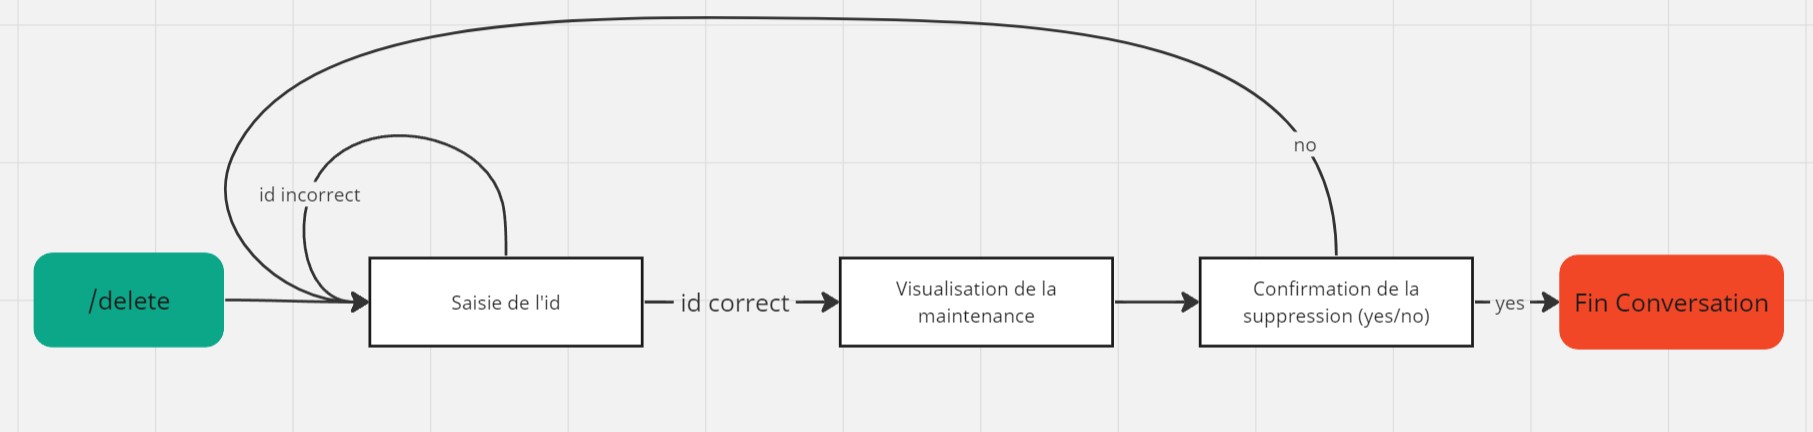 no
id incorrect
/delete
Saisie de l'id
id correct
Visualisation de la
maintenance
Confirmation de la
suppression (yes/no)
yes
Fin Conversation